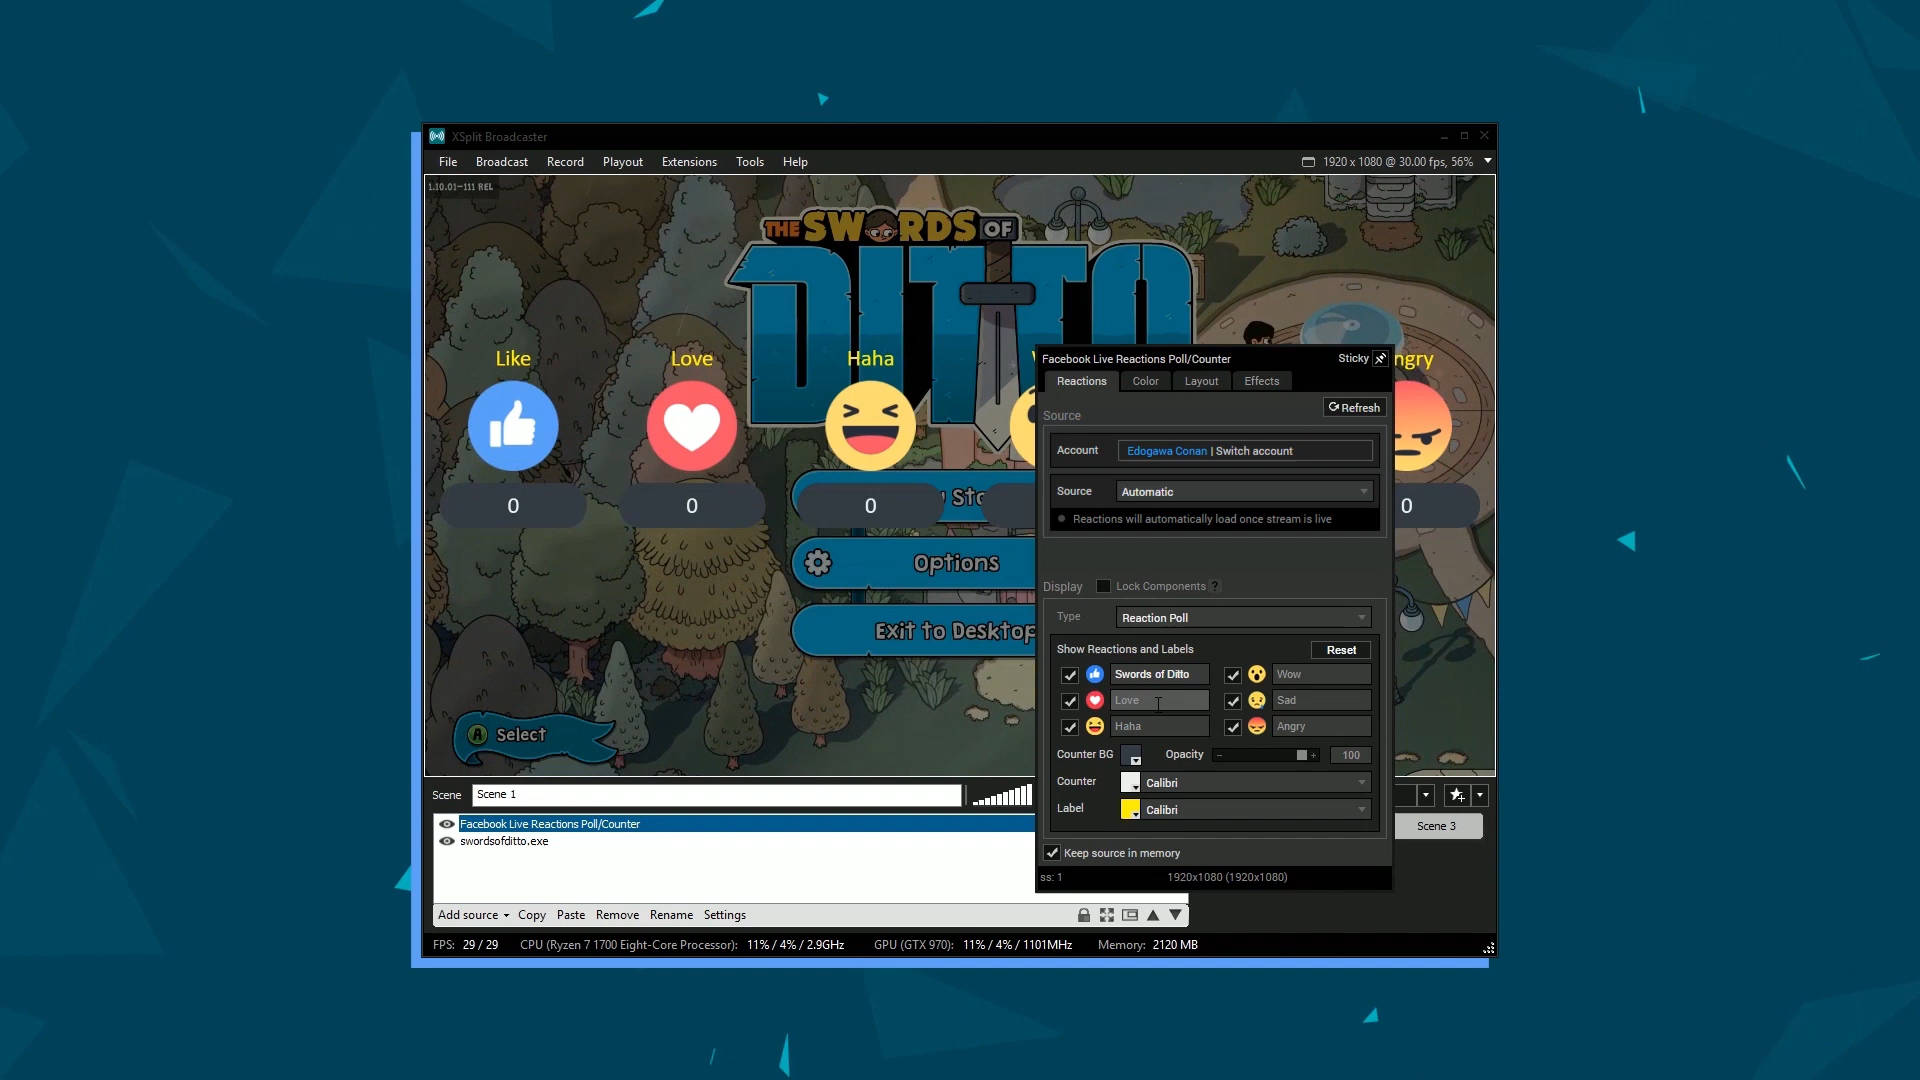 XSplit Broadcaster
File Broadcast Record Playout Extensions Tools Help
1920 x 1080 @ 30.00 fps, 56%
1.10.01-111 REL
THE SWORDS OF
DITTO
Like Love Haha
0 0 0 0
Options
Exit to Desktop
A Select
Facebook Live Reactions Poll/Counter Sticky
Reactions Color Layout Effects
Refresh
Source
Account Edogawa Conan | Switch account
Source Automatic
Reactions will automatically load once stream is live
Display Lock Components ?
Type Reaction Poll
Show Reactions and Labels Reset
Swords of Ditto Wow
Love Sad
Haha Angry
Counter BG Opacity - + 100
Counter Calibri
Label Calibri
Keep source in memory
ss: 1 1920x1080 (1920x1080)
Scene Scene 1
Scene 3
Facebook Live Reactions Poll/Counter
swordsofditto.exe
Add source Copy Paste Remove Rename Settings
FPS: 29 / 29 CPU (Ryzen 7 1700 Eight-Core Processor): 11% / 4% / 2.9GHz GPU (GTX 970): 11% / 4% / 1101MHz Memory: 2120 MB